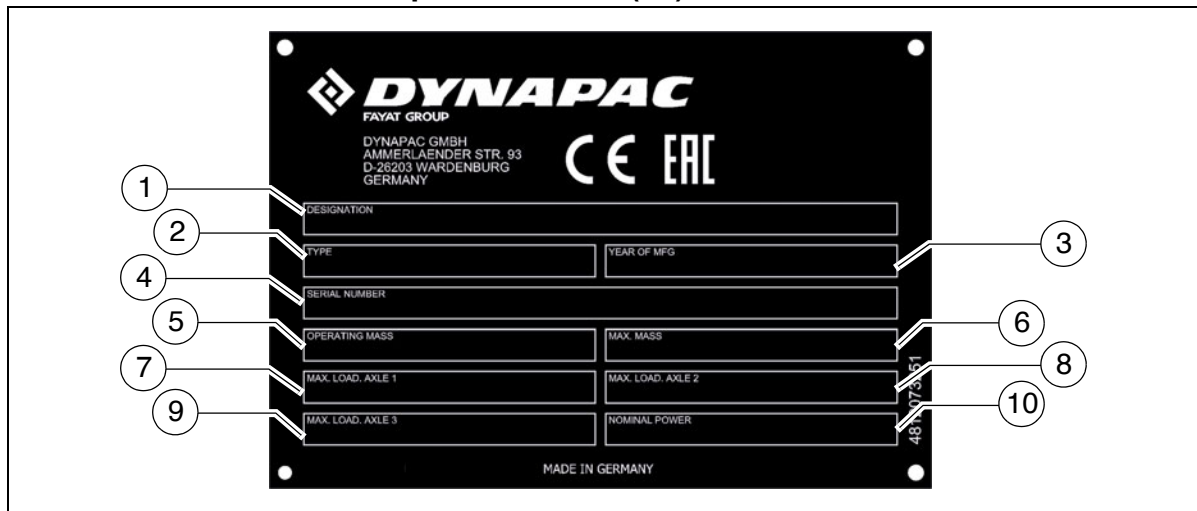 DYNAPAC
FAYAT GROUP
DYNAPAC GMBH
AMMERLAENDER STR. 93
D-26203 WARDENBURG
GERMANY
CE EAC
1
DESIGNATION
2
TYPE
YEAR OF MFG
3
4
SERIAL NUMBER
5
OPERATING MASS
MAX. MASS
6
7
MAX. LOAD. AXLE 1
MAX. LOAD. AXLE 2
8
9
MAX. LOAD. AXLE 3
NOMINAL POWER
10
MADE IN GERMANY